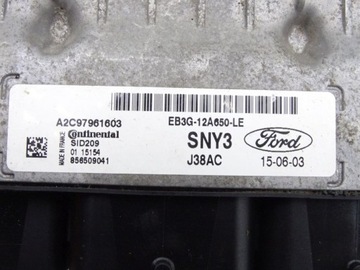 A2C97961603
EB3G-12A650-LE
MADE IN FRANCE
Continental
SID209
01 15154
856509041
SNY3
J38AC
Ford
15-06-03